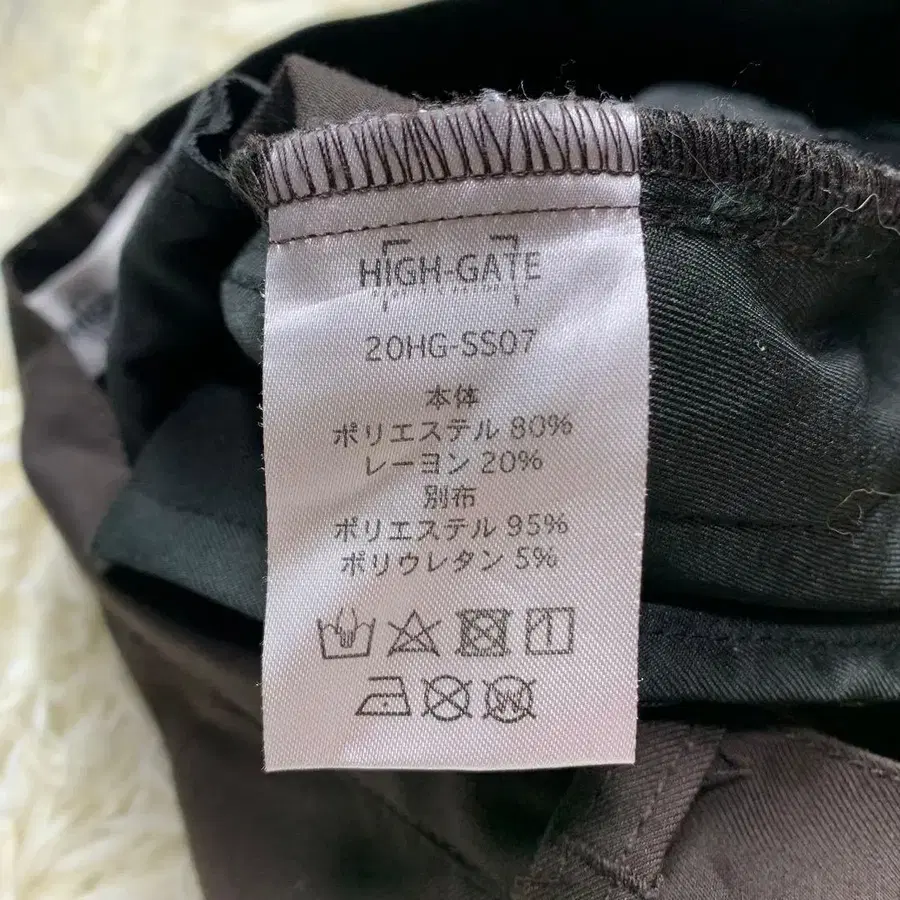 HIGH-GATE
20HG-SS07
本体
ポリエステル 80%
レーヨン 20%
別布
ポリエステル 95%
ポリウレタン 5%
W